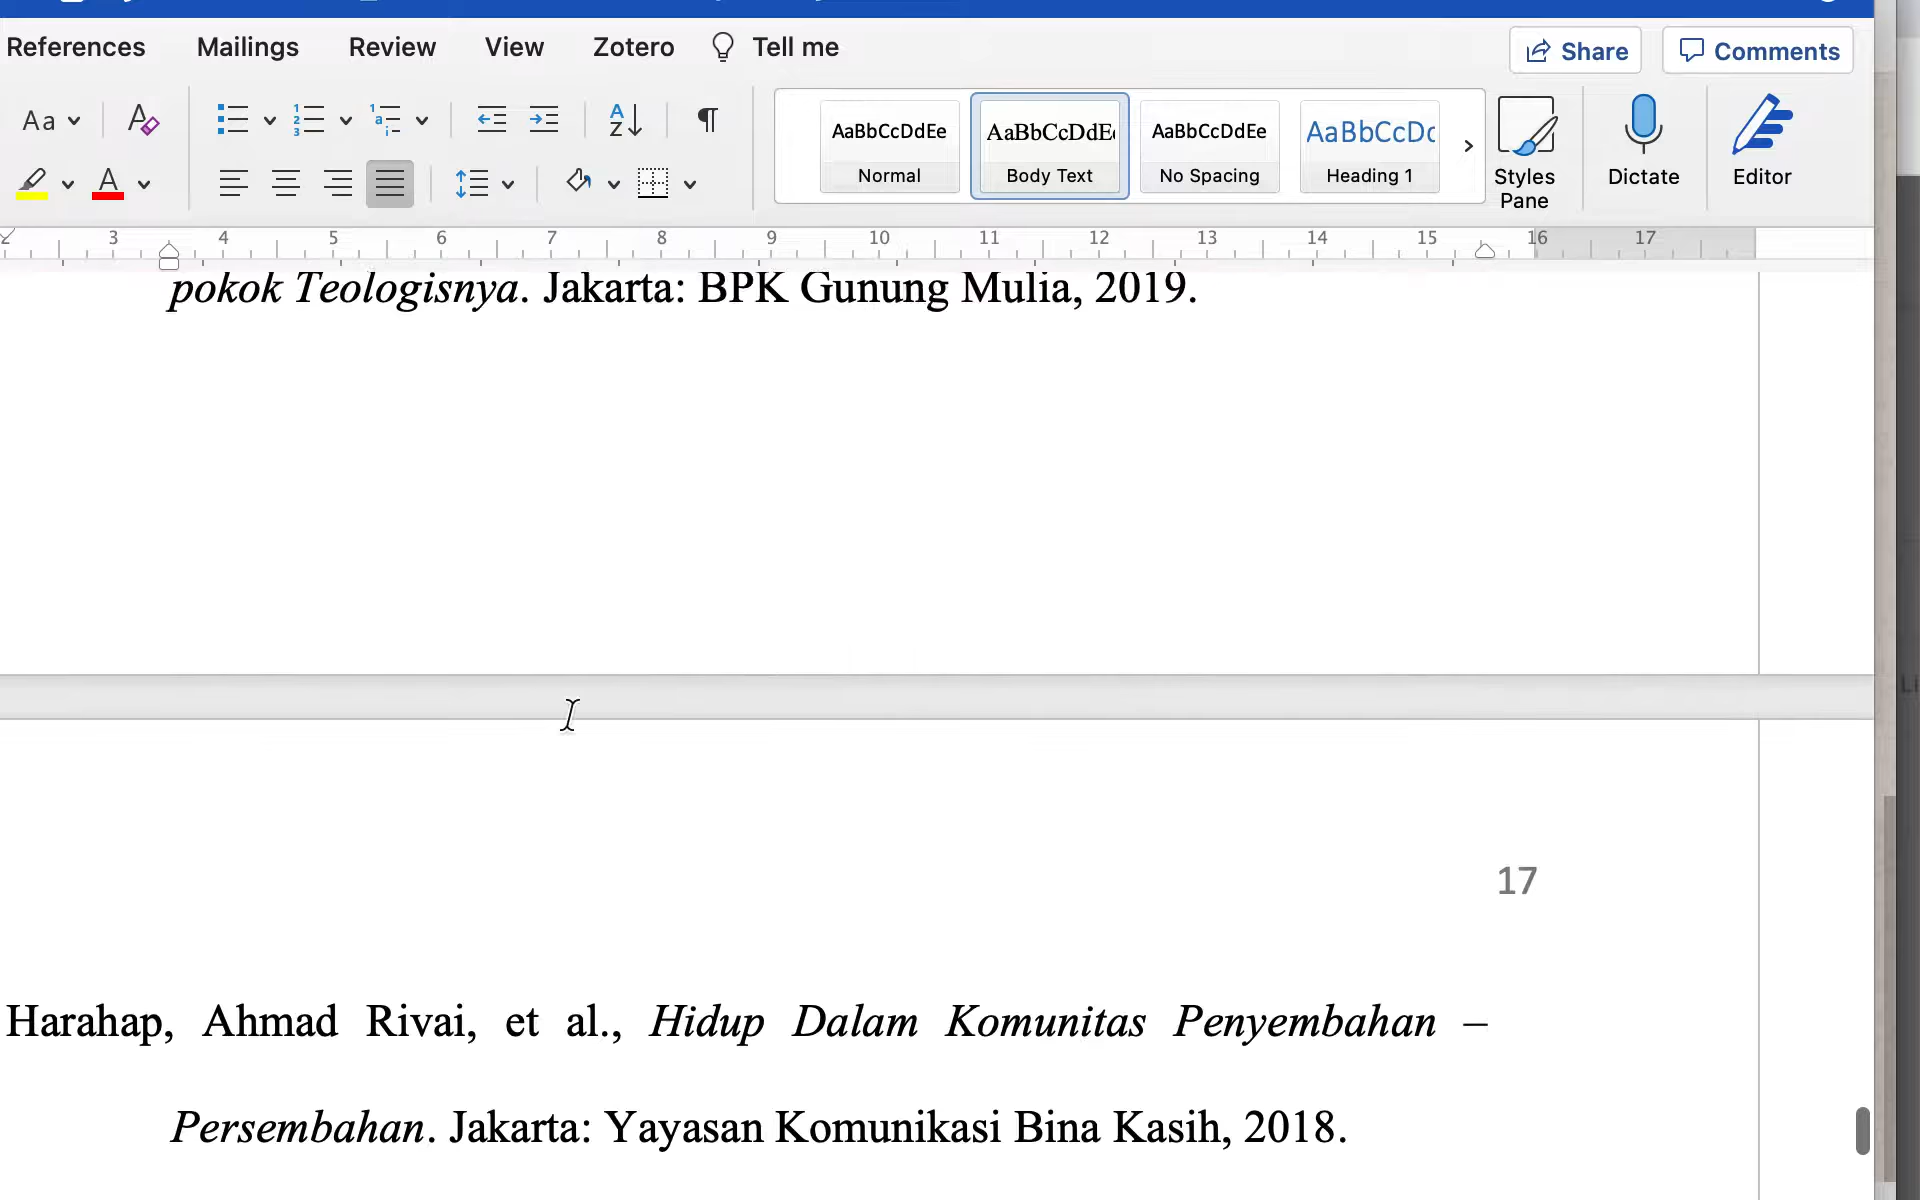 References Mailings Review View Zotero Tell me Share Comments
Aa
AaBbCcDdEe AaBbCcDdE AaBbCcDdEe AaBbCcDc
Normal Body Text No Spacing Heading 1 Styles Pane Dictate Editor
2 3 4 5 6 7 8 9 10 11 12 13 14 15 16 17
pokok Teologisnya. Jakarta: BPK Gunung Mulia, 2019.
17
Harahap, Ahmad Rivai, et al., Hidup Dalam Komunitas Penyembahan –
Persembahan. Jakarta: Yayasan Komunikasi Bina Kasih, 2018.